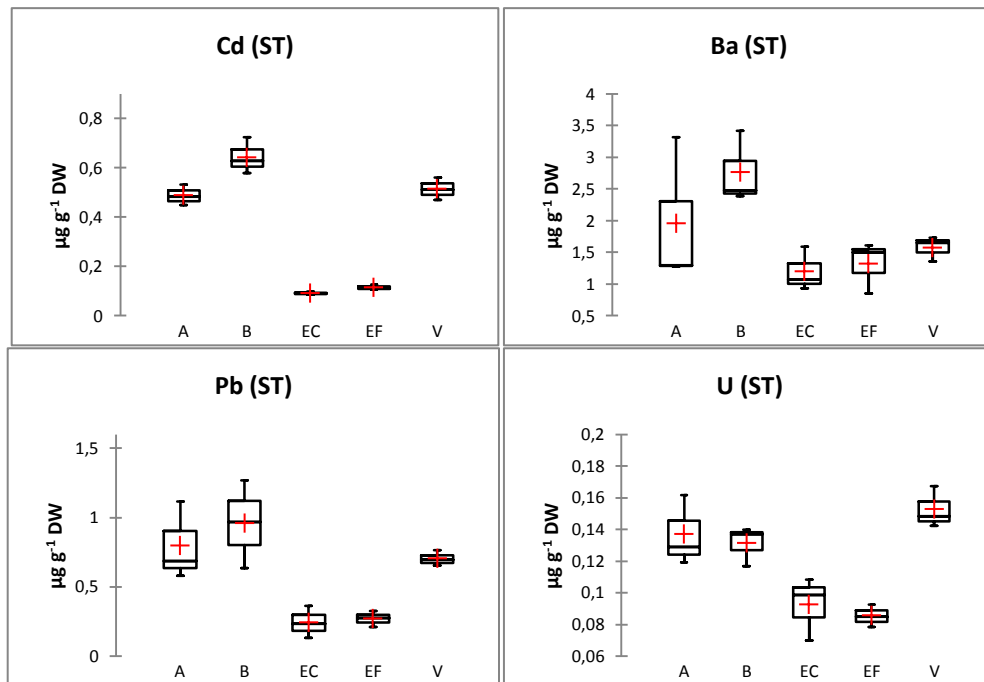 Cd (ST)
µg g-1 DW
0,8
0,6
0,4
0,2
0
A B EC EF V
Ba (ST)
µg g-1 DW
4
3,5
3
2,5
2
1,5
1
0,5
A B EC EF V
Pb (ST)
µg g-1 DW
1,5
1
0,5
0
A B EC EF V
U (ST)
µg g-1 DW
0,2
0,18
0,16
0,14
0,12
0,1
0,08
0,06
A B EC EF V